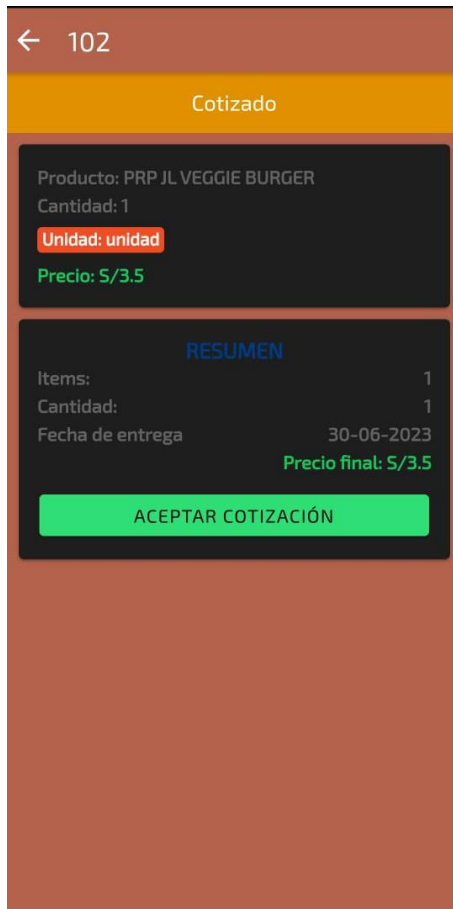 102
Cotizado
Producto: PRP JL VEGGIE BURGER
Cantidad: 1
Unidad: unidad
Precio: S/3.5
RESUMEN
Items: 1
Cantidad: 1
Fecha de entrega 30-06-2023
Precio final: S/3.5
ACEPTAR COTIZACIÓN